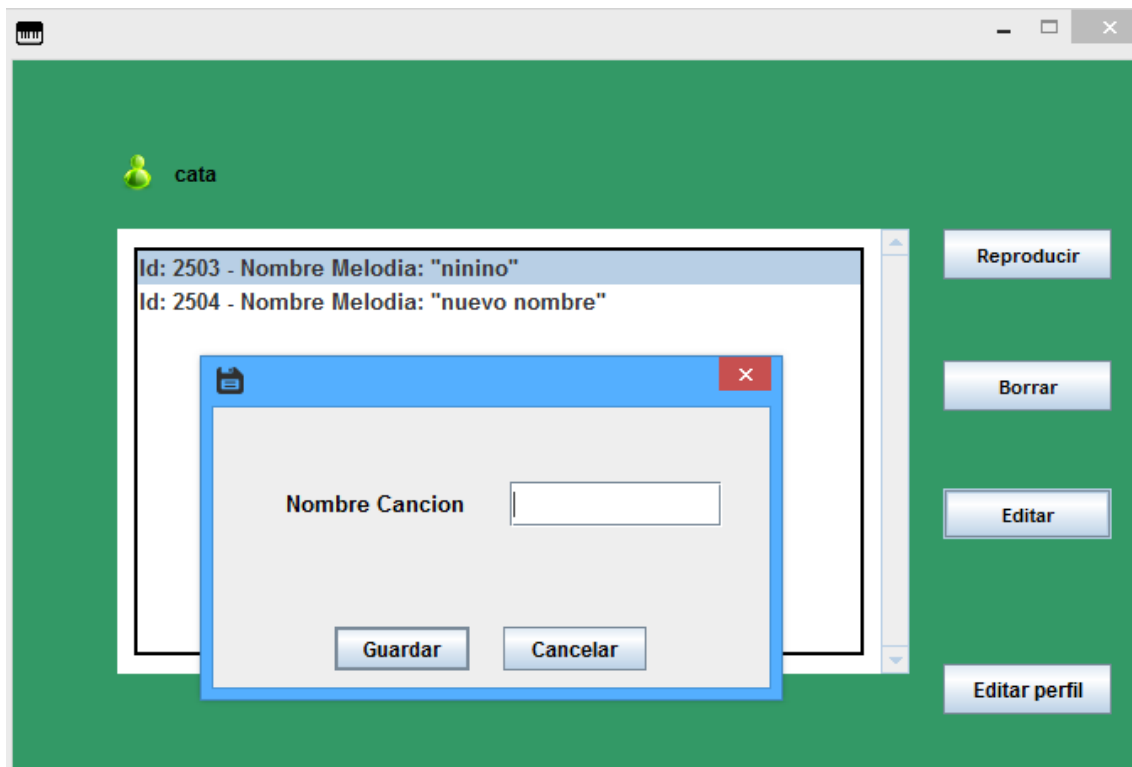 cata
Id: 2503 - Nombre Melodia: "ninino"
Id: 2504 - Nombre Melodia: "nuevo nombre"
Reproducir
Borrar
Editar
Editar perfil
Nombre Cancion
Guardar
Cancelar